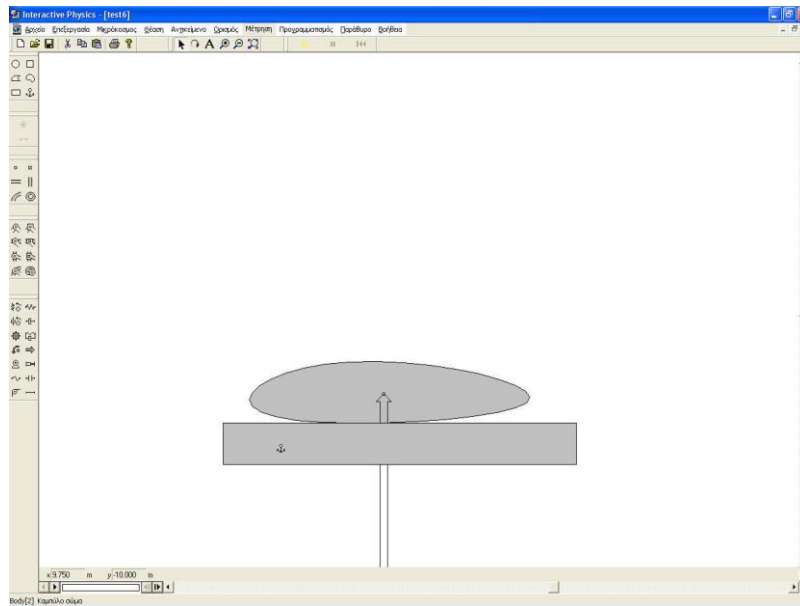 Interactive Physics - [test6]
Αρχείο Επεξεργασία Μικρόκοσμος Θέαση Αντικείμενο Ορισμός Μέτρηση Προγραμματισμός Παράθυρο Βοήθεια
x 9.750 m y -10.000 m
Body[2] Καμπύλο σώμα